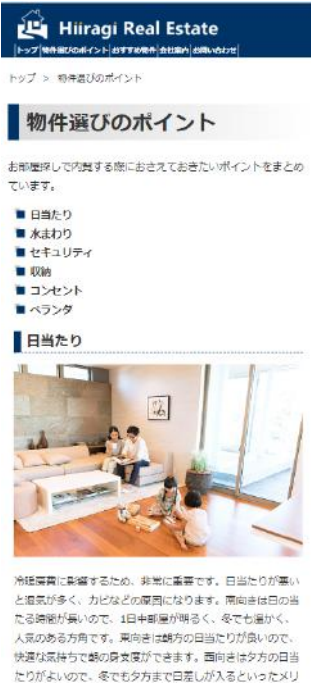 Hiiragi Real Estate
トップ 物件選びのポイント おすすめ物件 会社案内 お問い合わせ
トップ > 物件選びのポイント
物件選びのポイント
お部屋探しで内覧する際におさえておきたいポイントをまとめ
ています。
日当たり
水まわり
セキュリティ
収納
コンセント
ベランダ
日当たり
冷暖房費に影響するため、非常に重要です。日当たりが悪い
と湿気が多く、カビなどの原因になります。南向きは日の当
たる時間が長いので、1日中部屋が明るく、冬でも温かく、
人気のある方角です。東向きは朝方の日当たりが良いので、
快適な気持ちで朝の身支度ができます。西向きは夕方の日当
たりがよいので、冬でも夕方まで日差しが入るといったメリ